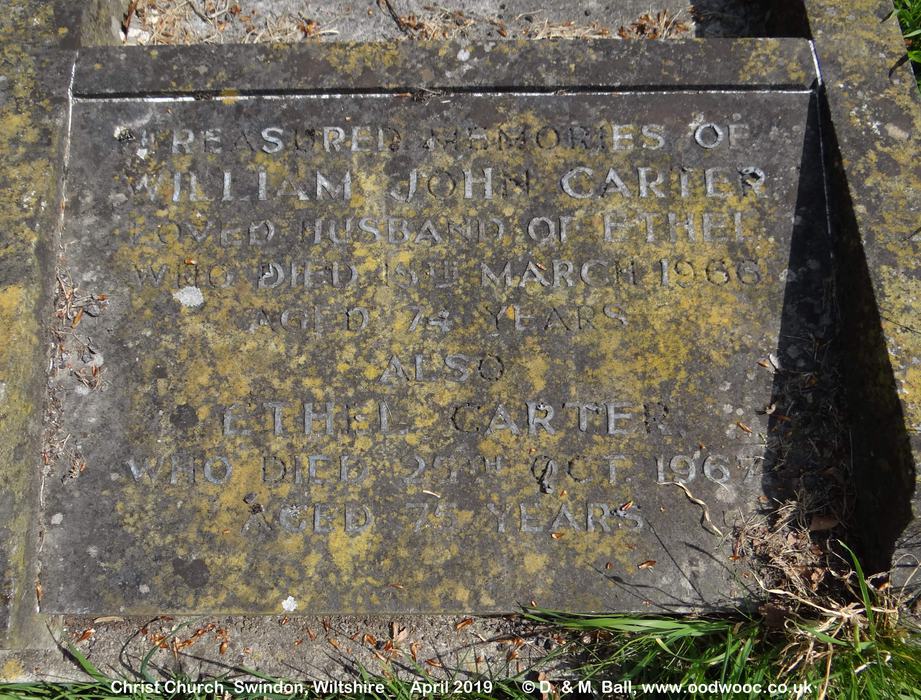 TREASURED MEMORIES OF
WILLIAM JOHN CARTER
LOVED HUSBAND OF ETHEL
WHO DIED MARCH 1966
AGED 74 YEARS
ALSO
ETHEL CARTER
WHO DIED 25TH OCT. 1967
AGED 75 YEARS
Christ Church, Swindon, Wiltshire April 2019 © D. & M. Ball, www.oodwooc.co.uk